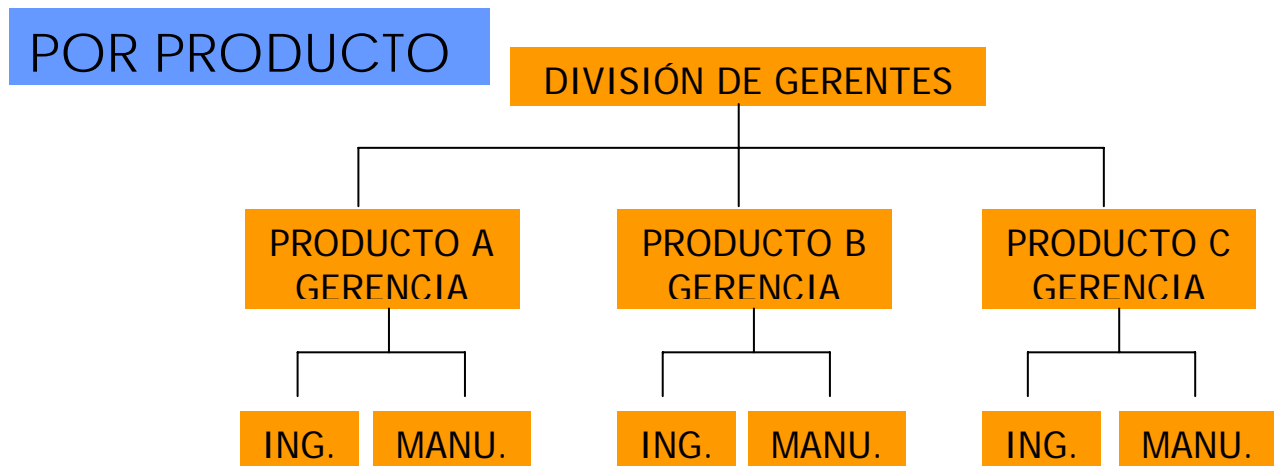 POR PRODUCTO
DIVISIÓN DE GERENTES
PRODUCTO A
GERENCIA
PRODUCTO B
GERENCIA
PRODUCTO C
GERENCIA
ING.
MANU.
ING.
MANU.
ING.
MANU.